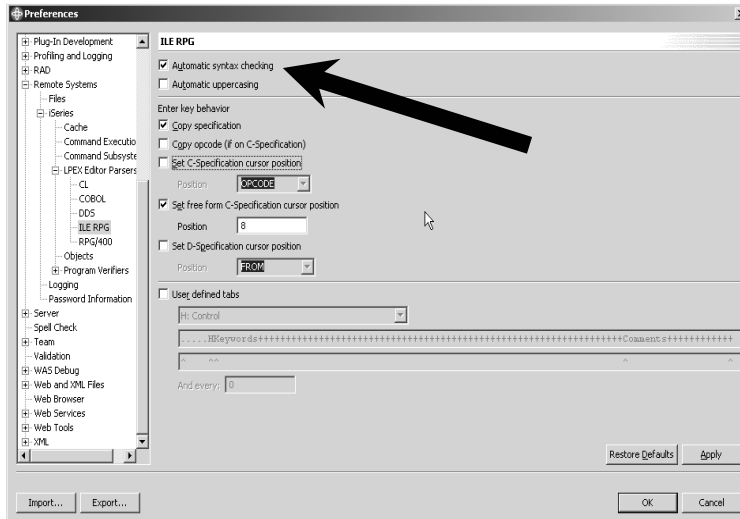 Preferences
Plug-In Development
Profiling and Logging
RAD
Remote Systems
Files
iSeries
Cache
Command Executio
Command Subsyste
LPEX Editor Parsers
CL
COBOL
DDS
ILE RPG
RPG/400
Objects
Program Verifiers
Logging
Password Information
Server
Spell Check
Team
Validation
WAS Debug
Web and XML Files
Web Browser
Web Services
Web Tools
XML
ILE RPG
Automatic syntax checking
Automatic uppercasing
Enter key behavior
Copy specification
Copy opcode (if on C-Specification)
Set C-Specification cursor position
Position OPCODE
Set free form C-Specification cursor position
Position 8
Set D-Specification cursor position
Position FROM
User defined tabs
H: Control
.....HKeywords++++++++++++++++++++++++++++++++++++++++++++++++++++++++++++++Comments++++++++++++
^ ^^ ^ ^
And every: 0
Restore Defaults Apply
Import... Export... OK Cancel